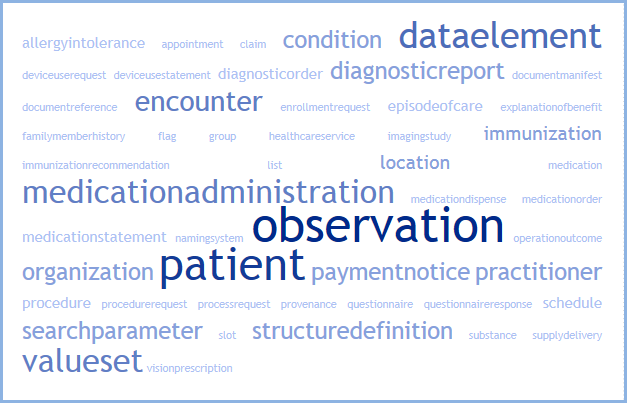 allergyintolerance appointment claim condition dataelement
deviceuserequest deviceusestatement diagnosticorder diagnosticreport documentmanifest
documentreference encounter enrollmentrequest episodeofcare explanationofbenefit
familymemberhistory flag group healthcareservice imagingstudy immunization
immunizationrecommendation list location medication
medicationadministration medicationdispense medicationorder
medicationstatement namingsystem observation operationoutcome
organization patient paymentnotice practitioner
procedure procedurerequest processrequest provenance questionnaire questionnaireresponse schedule
searchparameter slot structuredefinition substance supplydelivery
valueset visionprescription